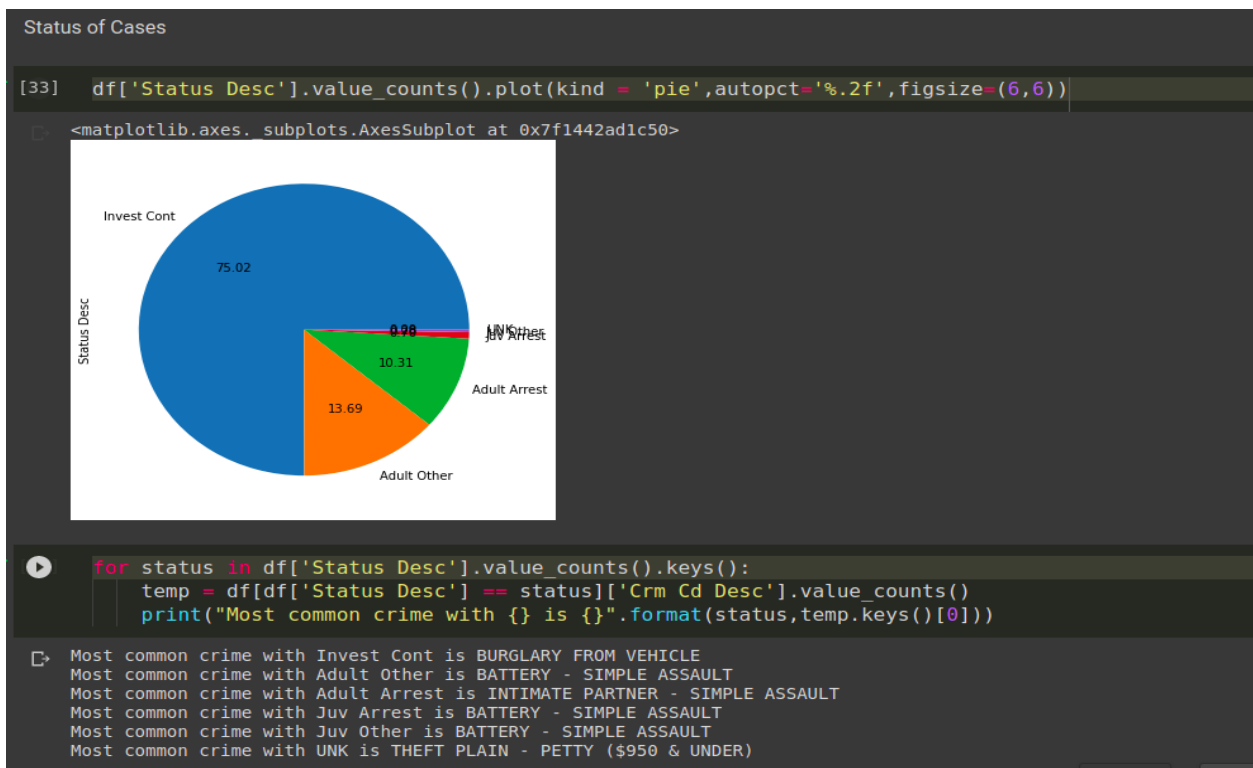 Status of Cases
[33] df['Status Desc'].value_counts().plot(kind = 'pie',autopct='%.2f',figsize=(6,6))
<matplotlib.axes._subplots.AxesSubplot at 0x7f1442ad1c50>
Invest Cont
75.02
Status Desc
UNK
Juv Other
Juv Arrest
10.31
Adult Arrest
13.69
Adult Other
for status in df['Status Desc'].value_counts().keys():
temp = df[df['Status Desc'] == status]['Crm Cd Desc'].value_counts()
print("Most common crime with {} is {}".format(status,temp.keys()[0]))
Most common crime with Invest Cont is BURGLARY FROM VEHICLE
Most common crime with Adult Other is BATTERY - SIMPLE ASSAULT
Most common crime with Adult Arrest is INTIMATE PARTNER - SIMPLE ASSAULT
Most common crime with Juv Arrest is BATTERY - SIMPLE ASSAULT
Most common crime with Juv Other is BATTERY - SIMPLE ASSAULT
Most common crime with UNK is THEFT PLAIN - PETTY ($950 & UNDER)